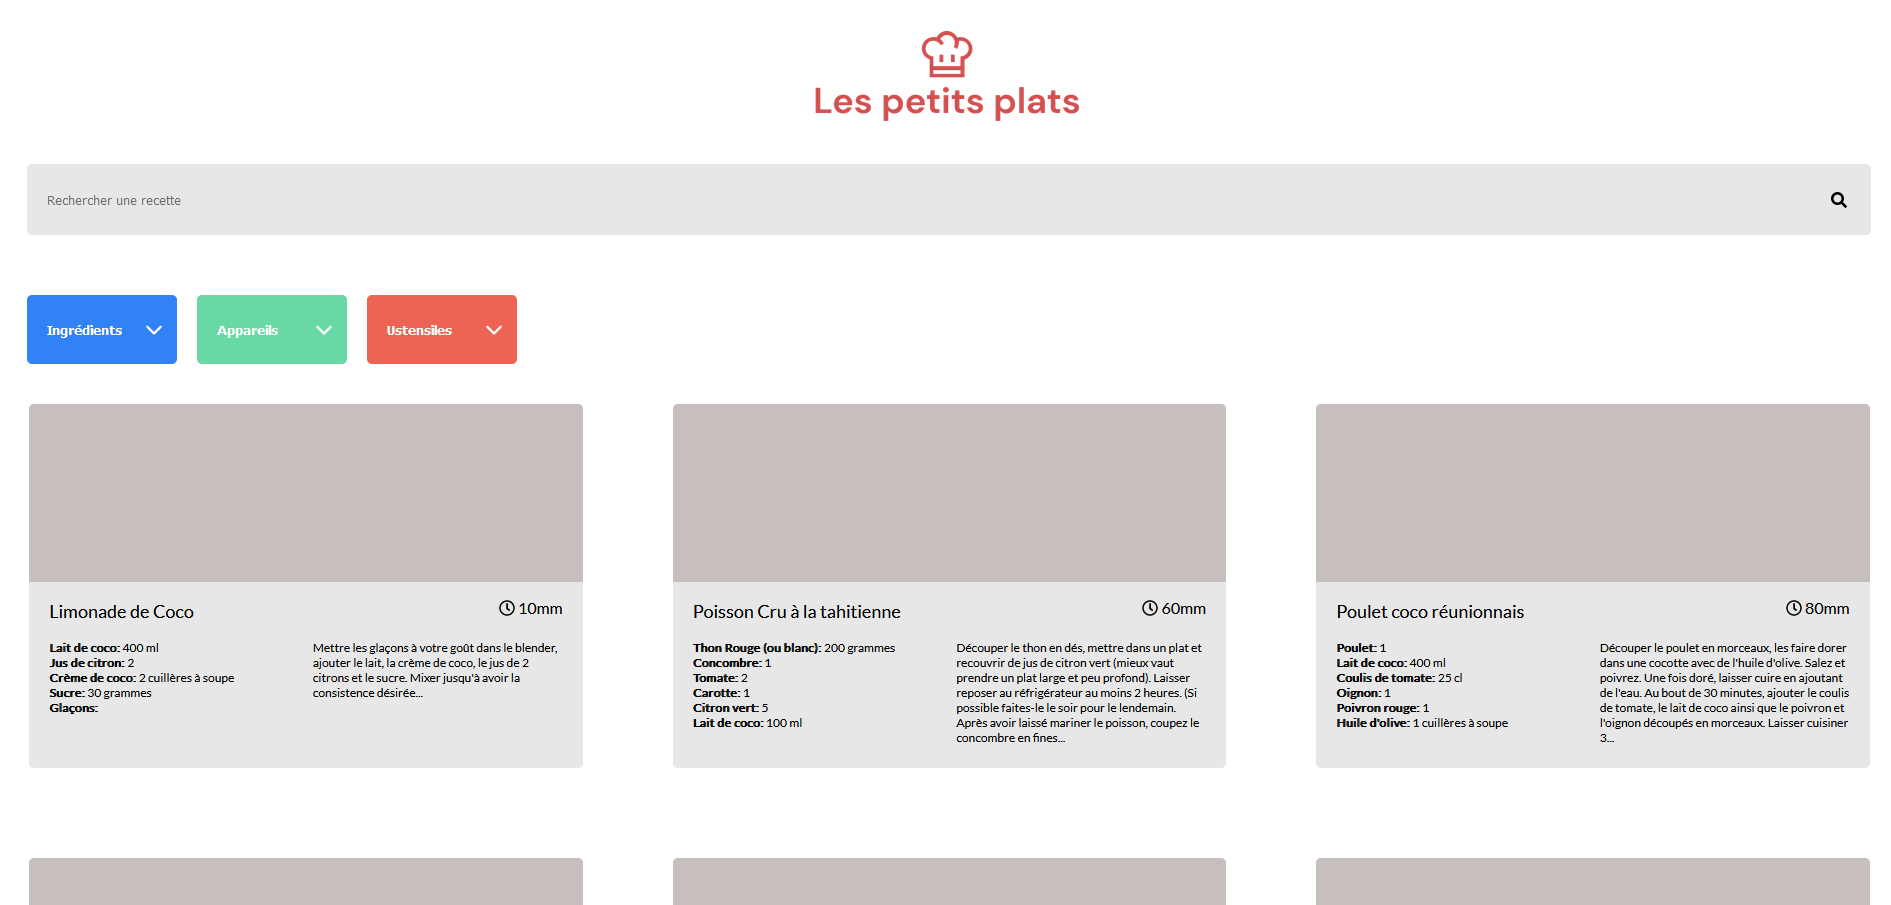 Les petits plats
Rechercher une recette
Ingrédients
Appareils
Ustensiles
Limonade de Coco
10mm
Lait de coco: 400 ml
Jus de citron: 2
Crème de coco: 2 cuillères à soupe
Sucre: 30 grammes
Glaçons:
Mettre les glaçons à votre goût dans le blender,
ajouter le lait, la crème de coco, le jus de 2
citrons et le sucre. Mixer jusqu'à avoir la
consistence désirée...
Poisson Cru à la tahitienne
60mm
Thon Rouge (ou blanc): 200 grammes
Concombre: 1
Tomate: 2
Carotte: 1
Citron vert: 5
Lait de coco: 100 ml
Découper le thon en dés, mettre dans un plat et
recouvrir de jus de citron vert (mieux vaut
prendre un plat large et peu profond). Laisser
reposer au réfrigérateur au moins 2 heures. (Si
possible faites-le le soir pour le lendemain.
Après avoir laissé mariner le poisson, coupez le
concombre en fines...
Poulet coco réunionnais
80mm
Poulet: 1
Lait de coco: 400 ml
Coulis de tomate: 25 cl
Oignon: 1
Poivron rouge: 1
Huile d'olive: 1 cuillères à soupe
Découper le poulet en morceaux, les faire dorer
dans une cocotte avec de l'huile d'olive. Salez et
poivrez. Une fois doré, laisser cuire en ajoutant
de l'eau. Au bout de 30 minutes, ajouter le coulis
de tomate, le lait de coco ainsi que le poivron et
l'oignon découpés en morceaux. Laisser cuisiner
3...